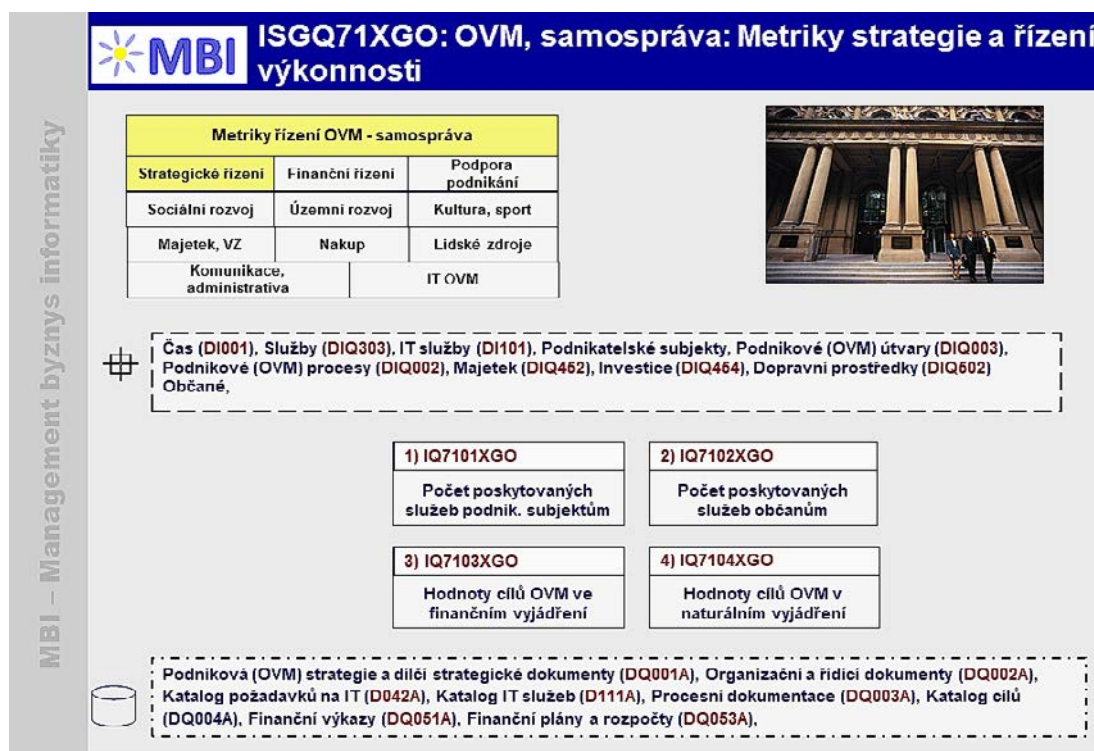 MBI
ISGQ71XGO: OVM, samospráva: Metriky strategie a řízení
výkonnosti
MBI – Management byznys informatiky
Metriky řízení OVM - samospráva
Strategické řízení
Finanční řízení
Podpora
podnikání
Sociální rozvoj
Územní rozvoj
Kultura, sport
Majetek, VZ
Nakup
Lidské zdroje
Komunikace,
administrativa
IT OVM
Čas (DI001), Služby (DIQ303), IT služby (DI101), Podnikatelské subjekty, Podnikové (OVM) útvary (DIQ003),
Podnikové (OVM) procesy (DIQ002), Majetek (DIQ452), Investice (DIQ454), Dopravní prostředky (DIQ502)
Občané,
1) IQ7101XGO
Počet poskytovaných
služeb podnik. subjektům
2) IQ7102XGO
Počet poskytovaných
služeb občanům
3) IQ7103XGO
Hodnoty cílů OVM ve
finančním vyjádření
4) IQ7104XGO
Hodnoty cílů OVM v
naturálním vyjádření
Podniková (OVM) strategie a dílčí strategické dokumenty (DQ001A), Organizační a řídicí dokumenty (DQ002A),
Katalog požadavků na IT (D042A), Katalog IT služeb (D111A), Procesní dokumentace (DQ003A), Katalog cílů
(DQ004A), Finanční výkazy (DQ051A), Finanční plány a rozpočty (DQ053A),